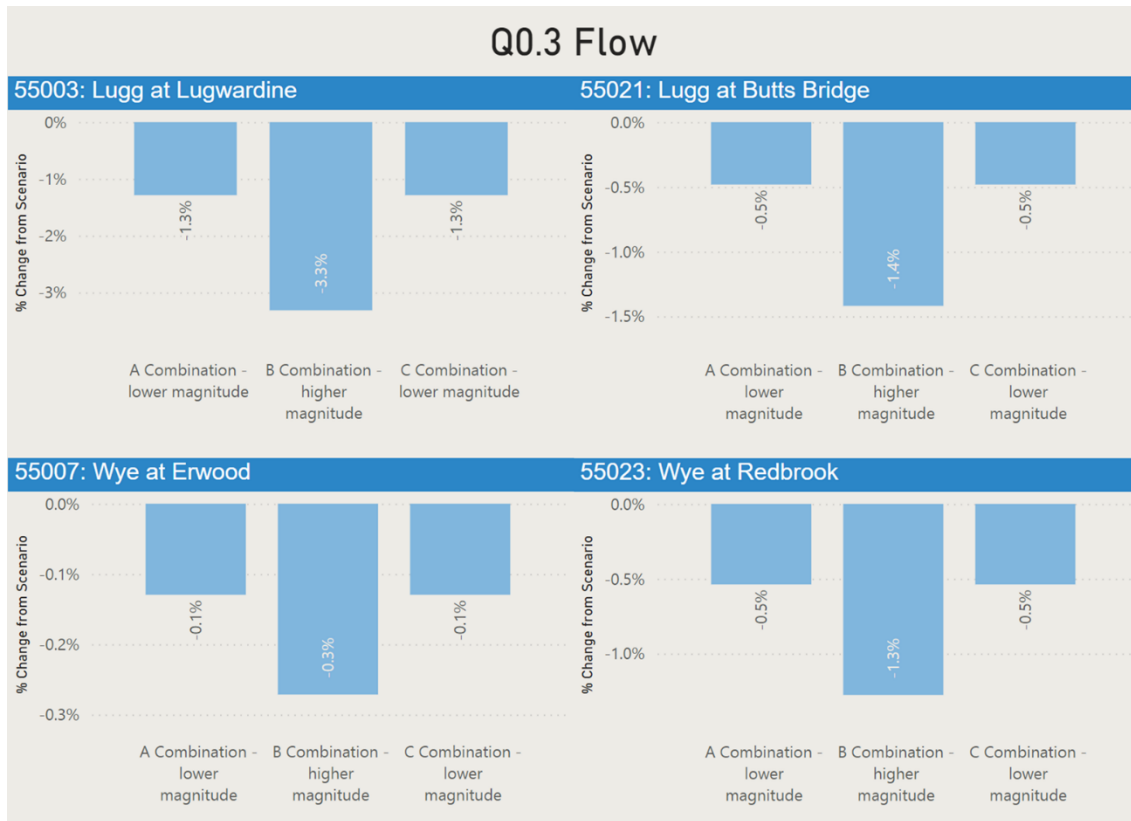 Q0.3 Flow
55003: Lugg at Lugwardine
% Change from Scenario
0%
-1%
-2%
-3%
-1.3%
-3.3%
-1.3%
A Combination -
lower magnitude
B Combination -
higher
magnitude
C Combination -
lower magnitude
55021: Lugg at Butts Bridge
% Change from Scenario
0.0%
-0.5%
-1.0%
-1.5%
-0.5%
-1.4%
-0.5%
A Combination -
lower
magnitude
B Combination -
higher
magnitude
C Combination -
lower
magnitude
55007: Wye at Erwood
% Change from Scenario
0.0%
-0.1%
-0.2%
-0.3%
-0.1%
-0.3%
-0.1%
A Combination -
lower
magnitude
B Combination -
higher
magnitude
C Combination -
lower
magnitude
55023: Wye at Redbrook
% Change from Scenario
0.0%
-0.5%
-1.0%
-0.5%
-1.3%
-0.5%
A Combination -
lower
magnitude
B Combination -
higher
magnitude
C Combination -
lower
magnitude